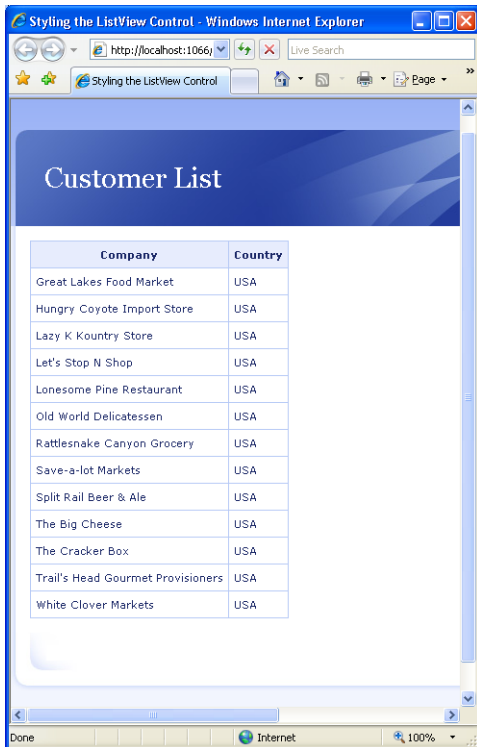 Styling the ListView Control - Windows Internet Explorer
http://localhost:1066/
Live Search
Styling the ListView Control
Page
»
Customer List
Company Country
Great Lakes Food Market USA
Hungry Coyote Import Store USA
Lazy K Kountry Store USA
Let's Stop N Shop USA
Lonesome Pine Restaurant USA
Old World Delicatessen USA
Rattlesnake Canyon Grocery USA
Save-a-lot Markets USA
Split Rail Beer & Ale USA
The Big Cheese USA
The Cracker Box USA
Trail's Head Gourmet Provisioners USA
White Clover Markets USA
Done Internet 100%